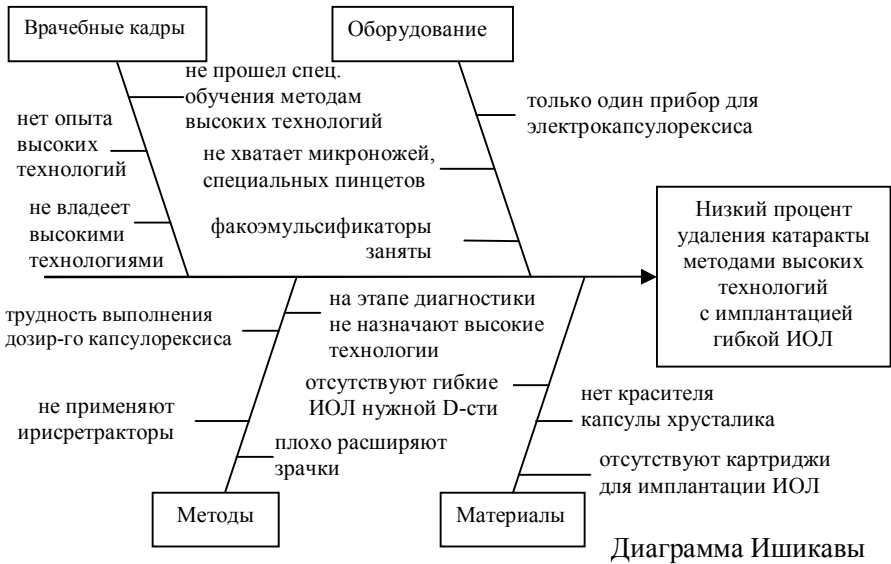 Врачебные кадры
Оборудование
не прошел спец.
обучения методам
высоких технологий
нет опыта
высоких
технологий
не владеет
высокими
технологиями
только один прибор для
электрокапсулорексиса
не хватает микроножей,
специальных пинцетов
факоэмульсификаторы
заняты
Низкий процент
удаления катаракты
методами высоких
технологий
с имплантацией
гибкой ИОЛ
трудность выполнения
дозир-го капсулорексиса
на этапе диагностики
не назначают высокие
технологии
не применяют
ирисретракторы
плохо расширяют
зрачки
отсутствуют гибкие
ИОЛ нужной D-сти
нет красителя
капсулы хрусталика
отсутствуют картриджи
для имплантации ИОЛ
Методы
Материалы
Диаграмма Ишикавы